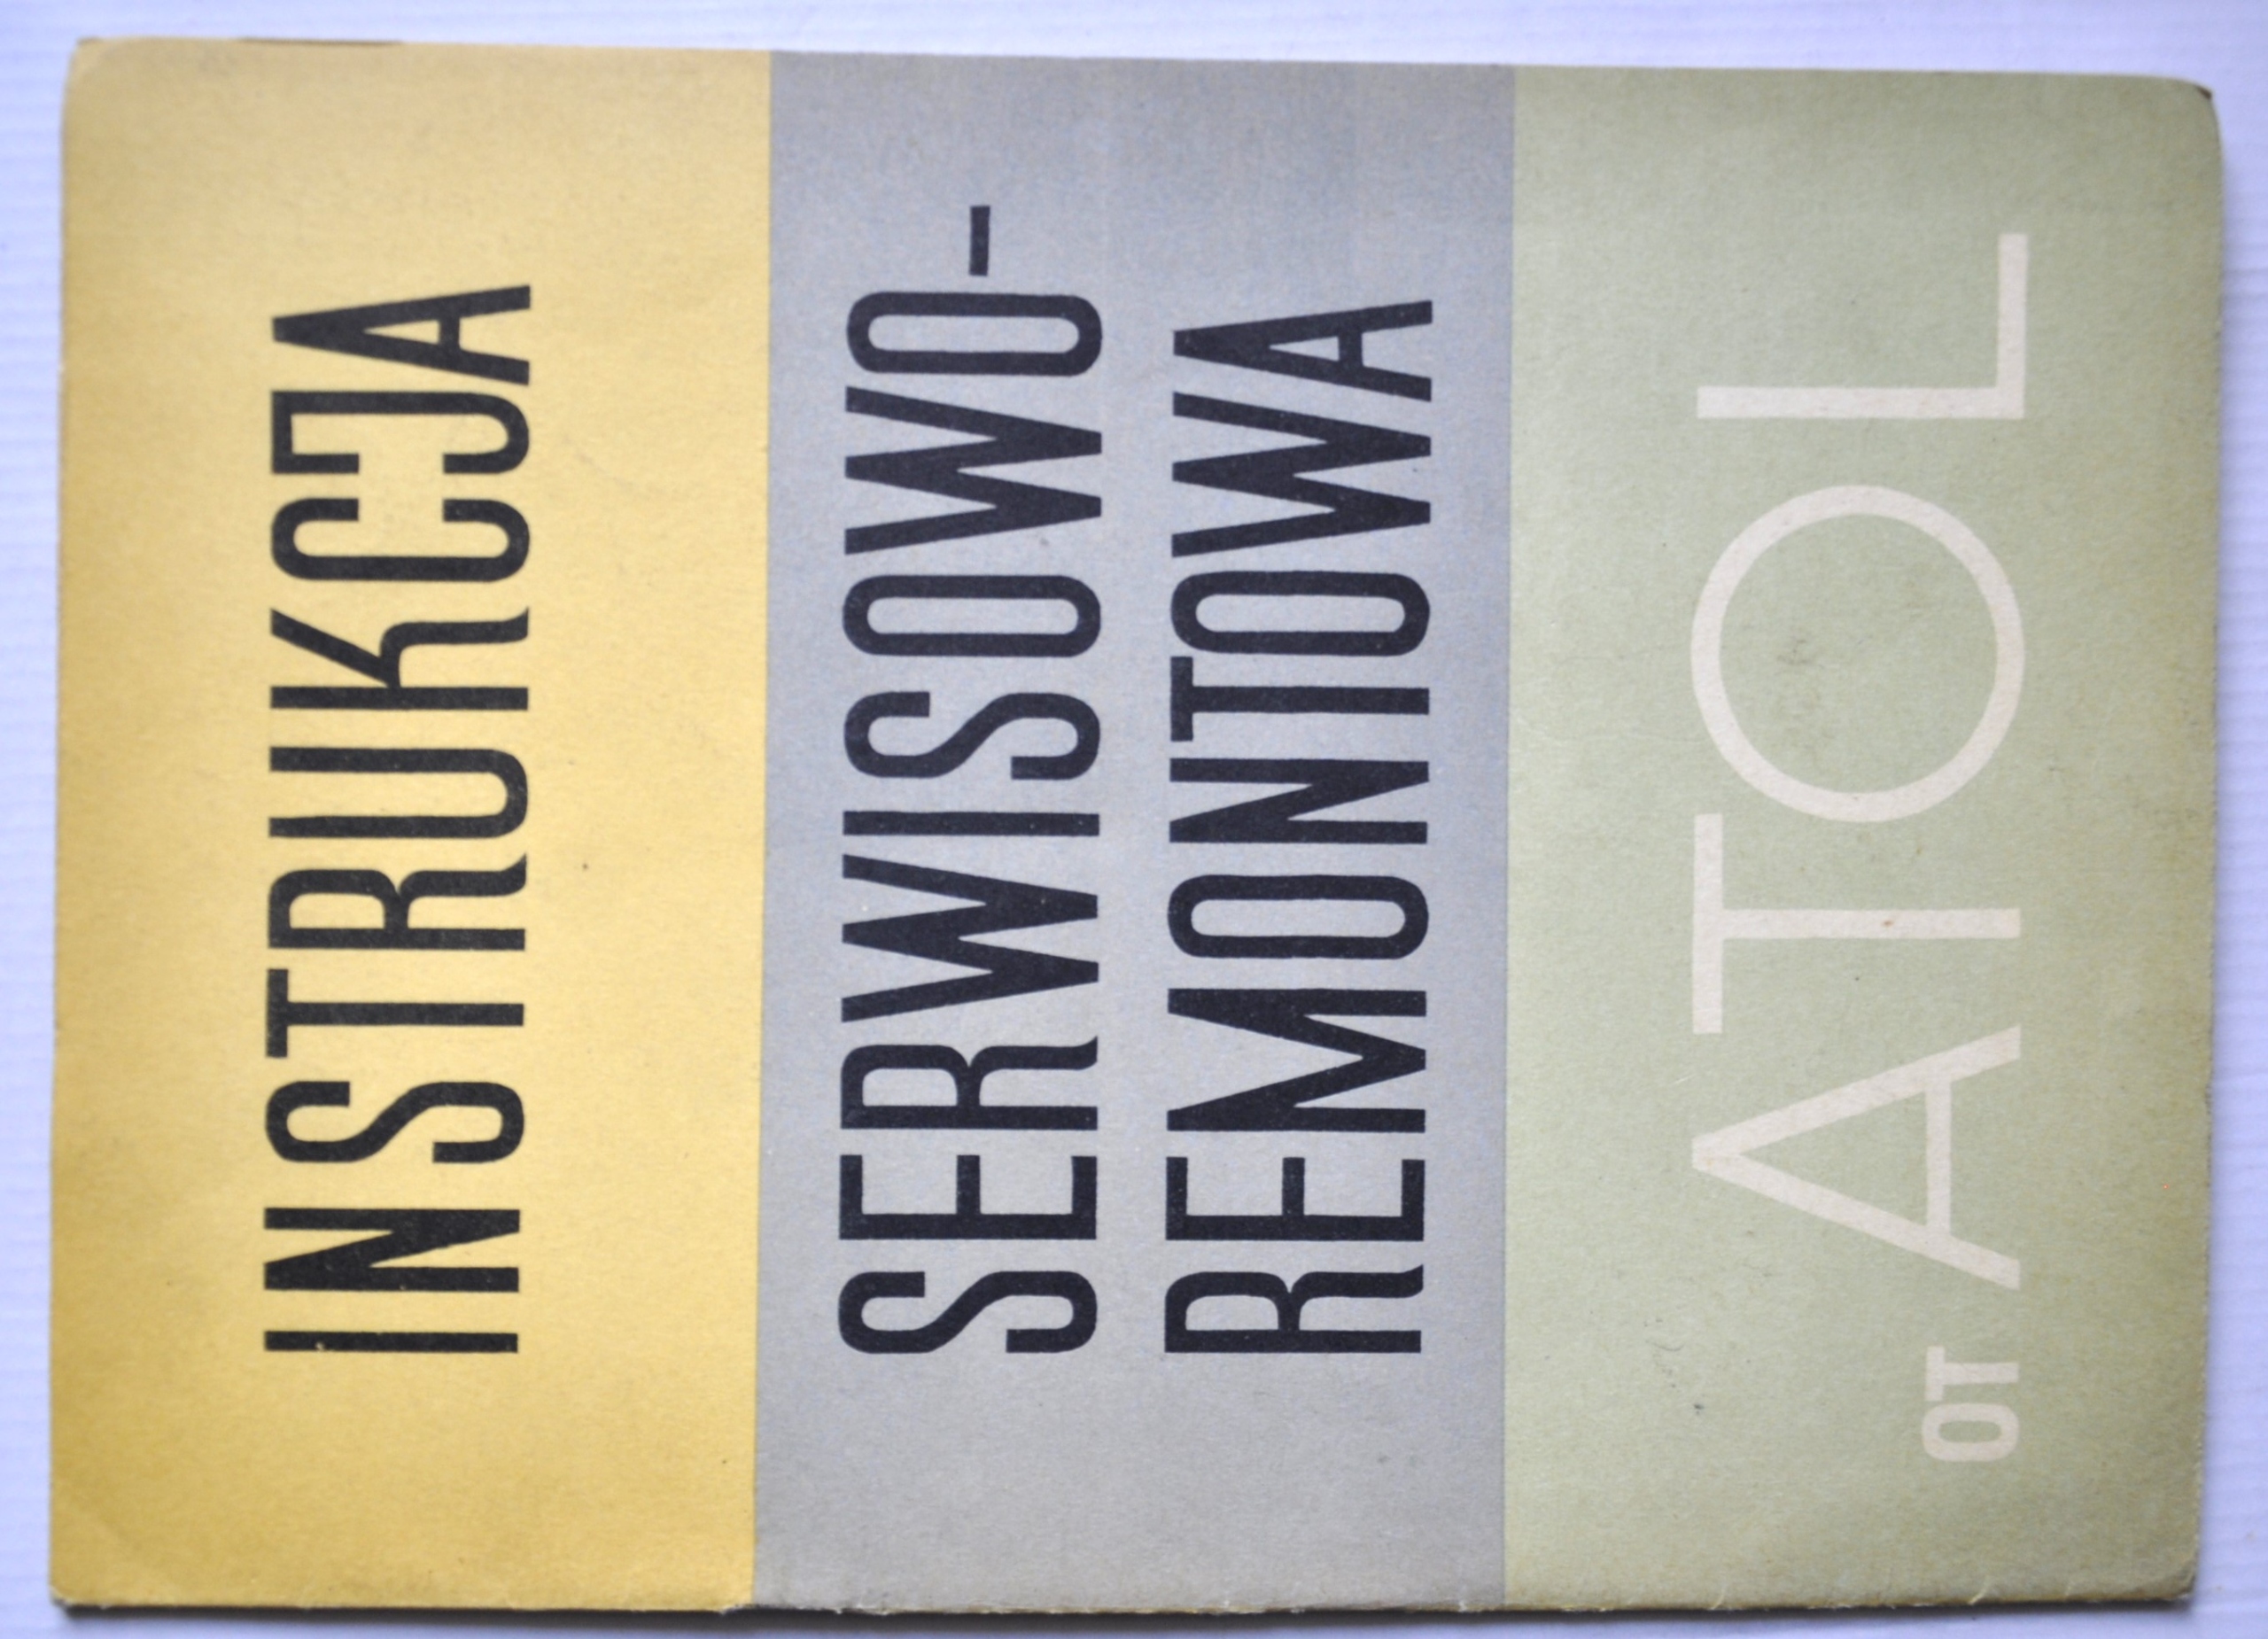 INSTRUKCJA
SERWISOWO-
REMONTOWA
OT ATOL